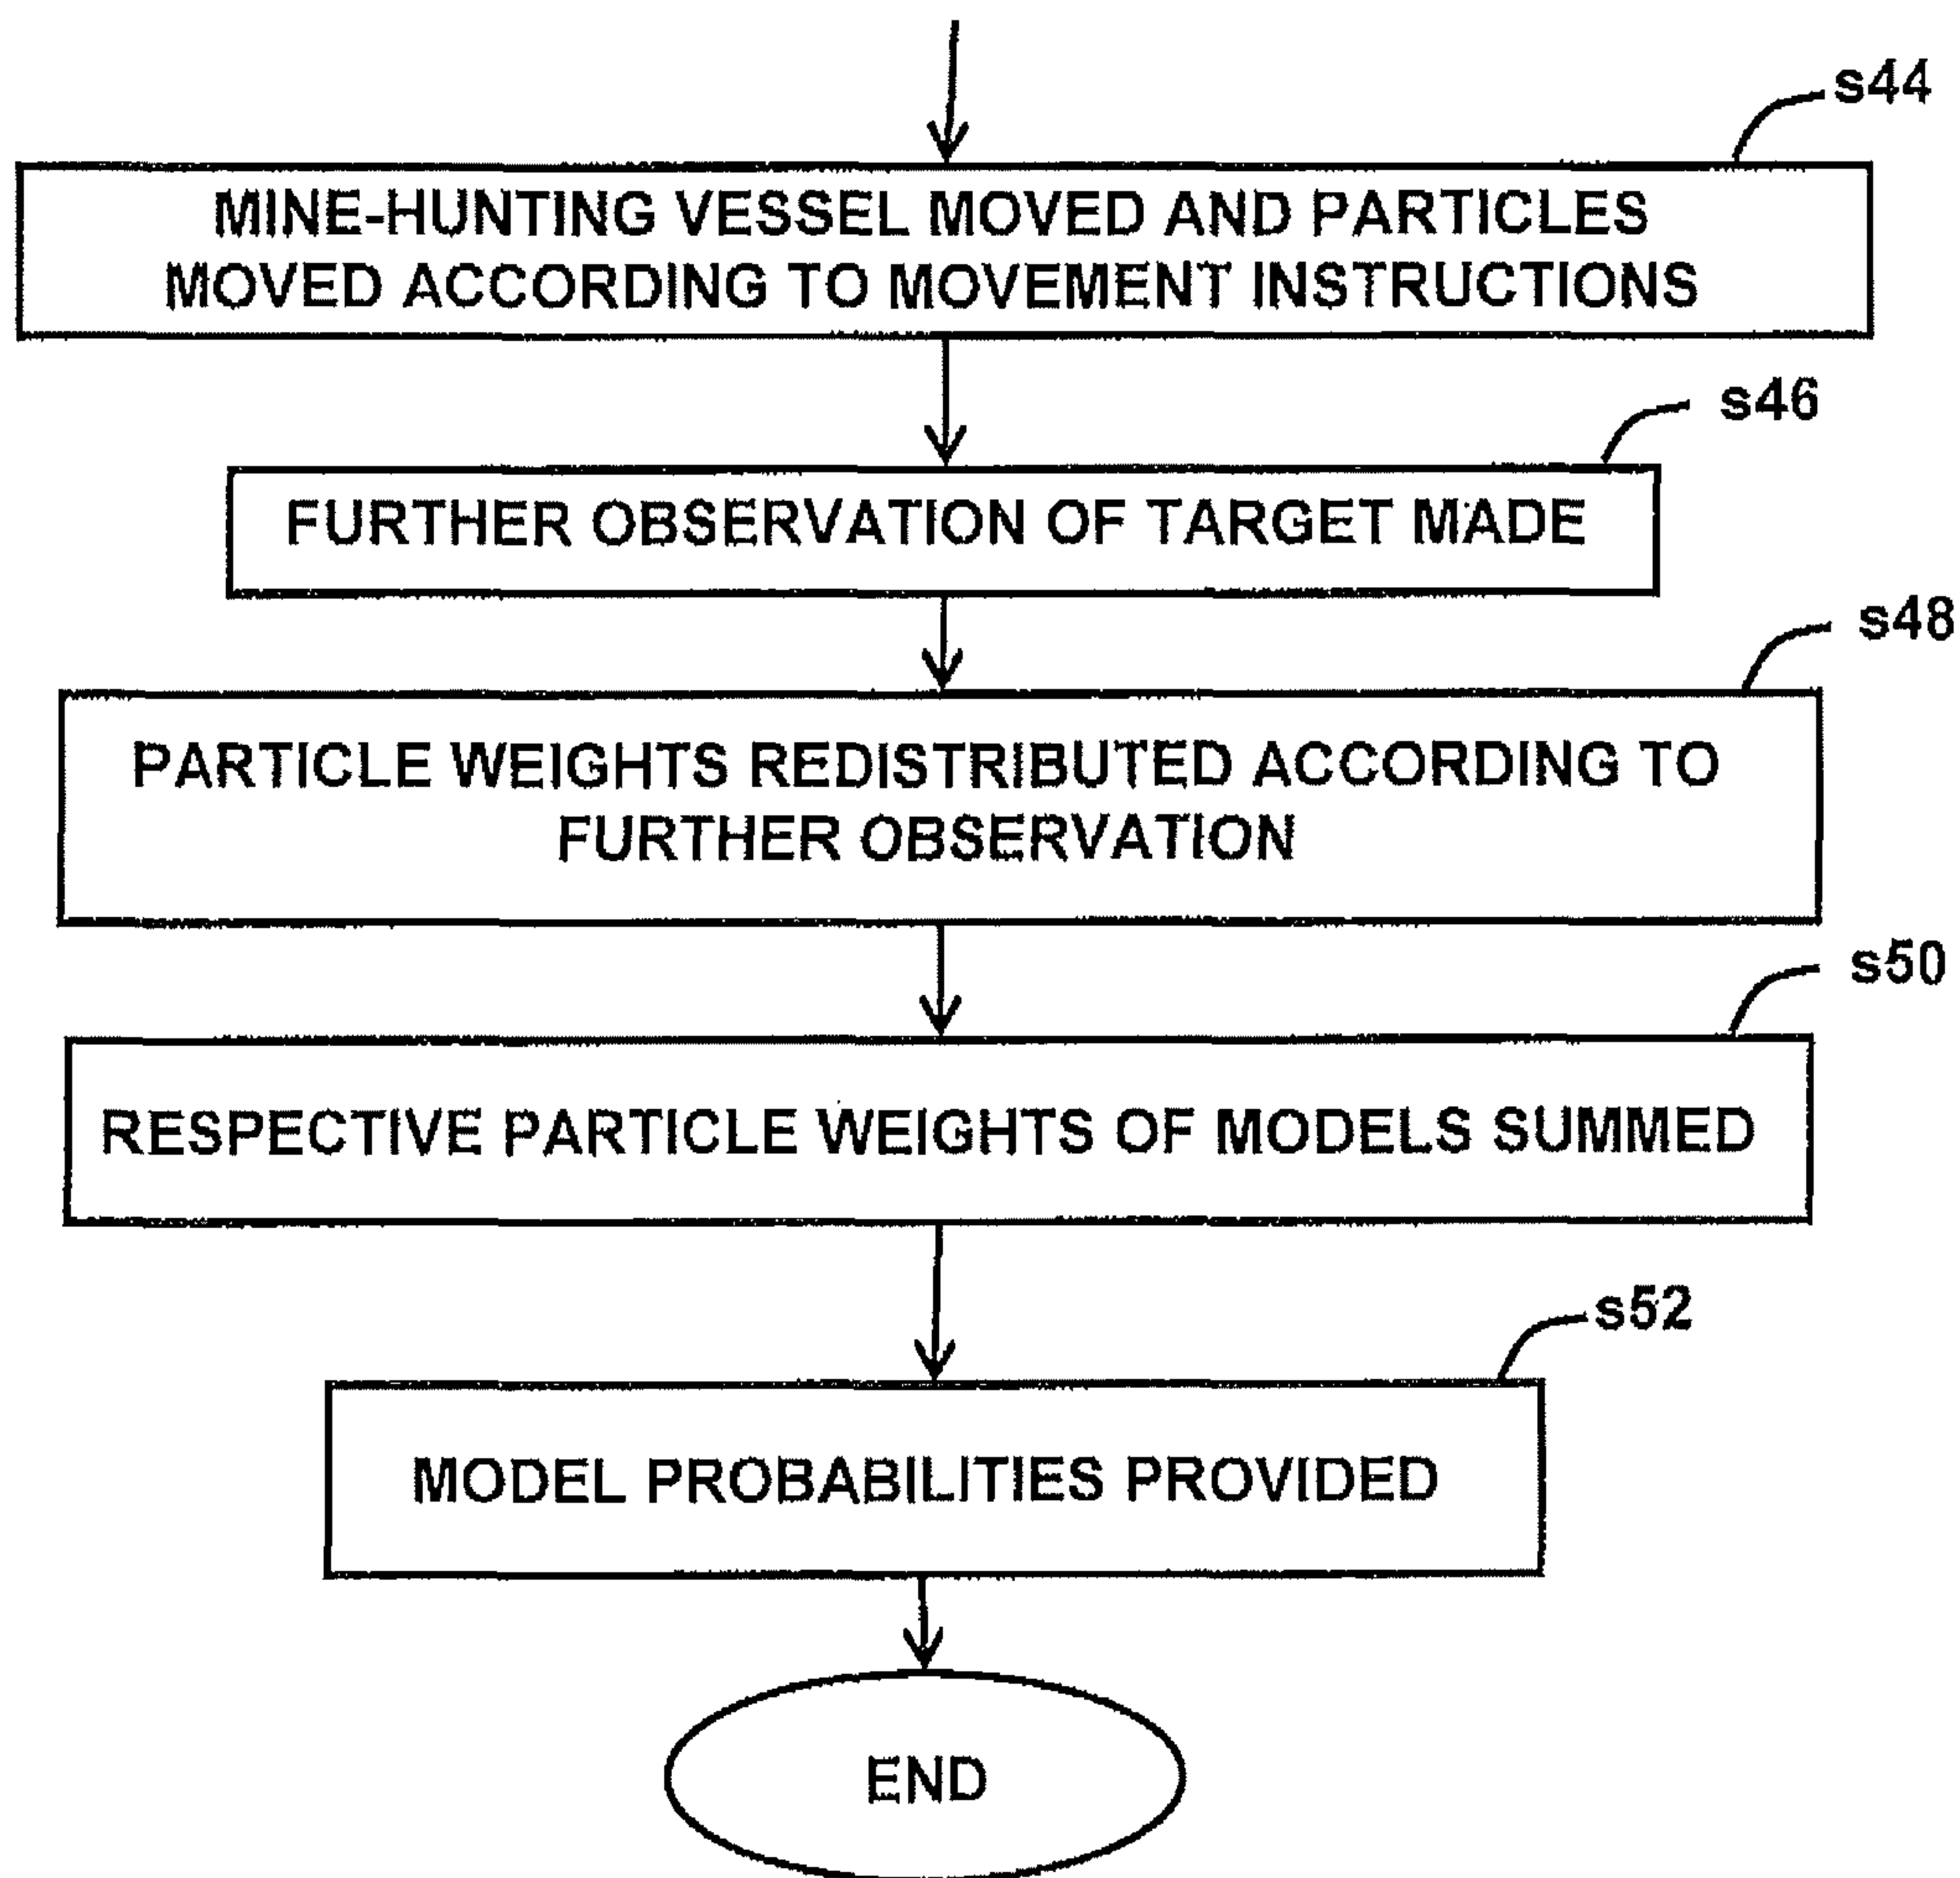 s44
MINE-HUNTING VESSEL MOVED AND PARTICLES
MOVED ACCORDING TO MOVEMENT INSTRUCTIONS
s46
FURTHER OBSERVATION OF TARGET MADE
s48
PARTICLE WEIGHTS REDISTRIBUTED ACCORDING TO
FURTHER OBSERVATION
s50
RESPECTIVE PARTICLE WEIGHTS OF MODELS SUMMED
s52
MODEL PROBABILITIES PROVIDED
END